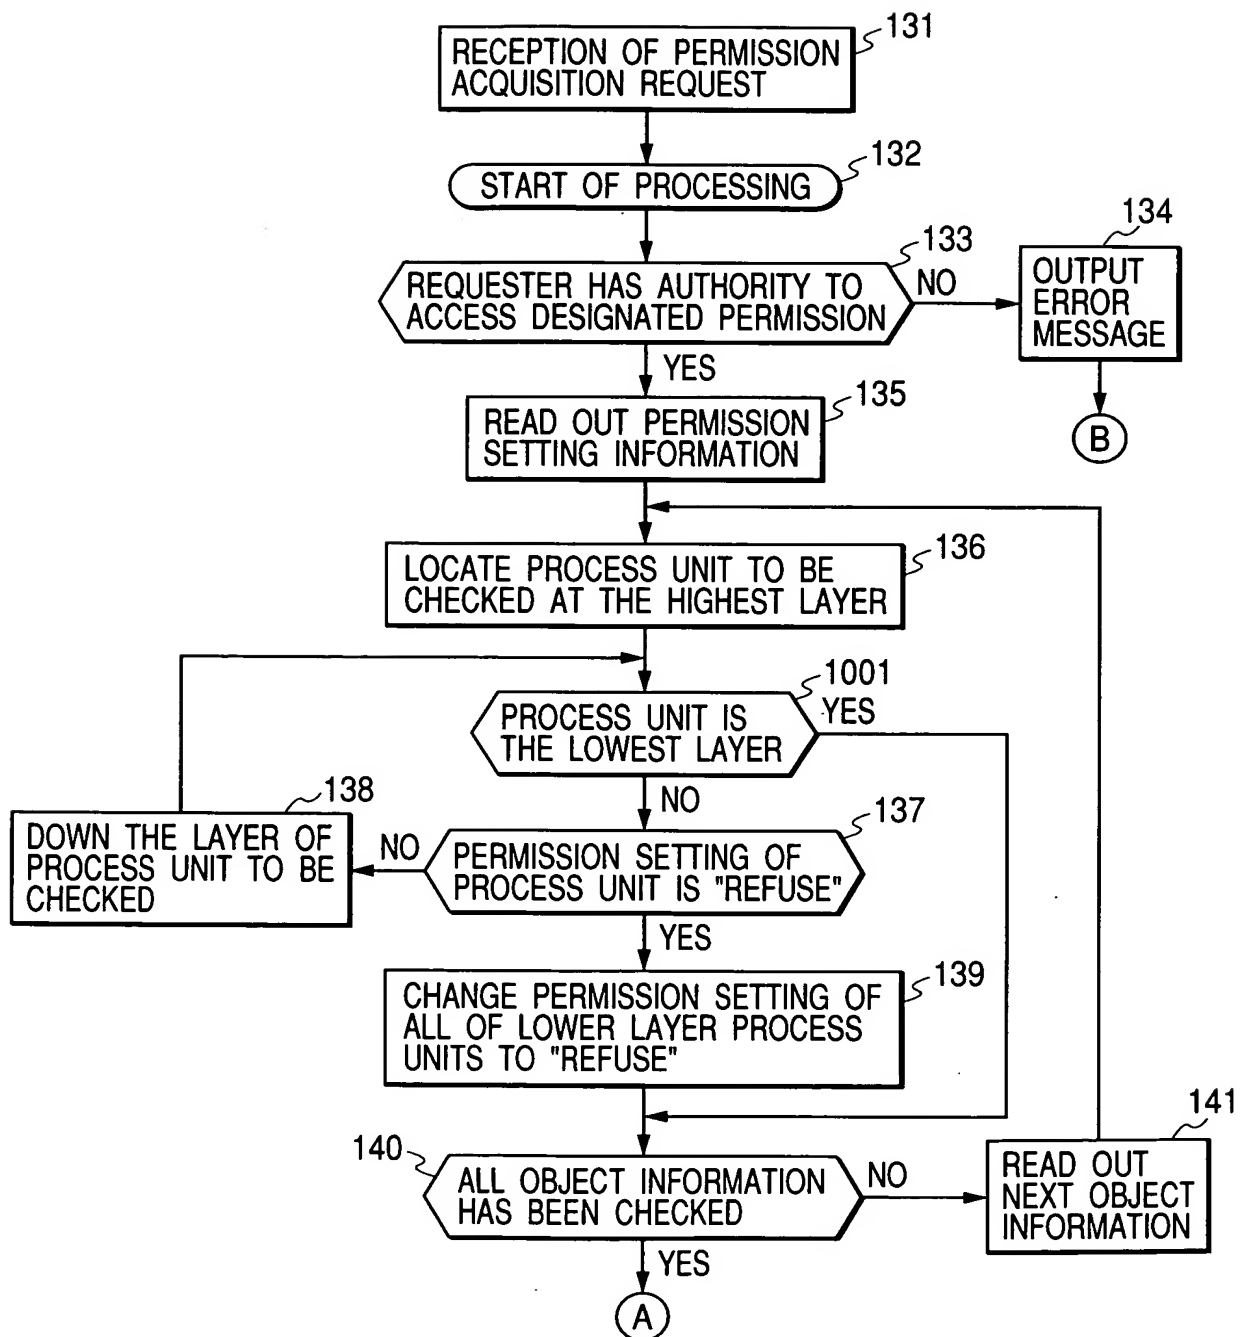 131
RECEPTION OF PERMISSION
ACQUISITION REQUEST
132
START OF PROCESSING
133
REQUESTER HAS AUTHORITY TO
ACCESS DESIGNATED PERMISSION
NO
134
OUTPUT
ERROR
MESSAGE
B
YES
135
READ OUT PERMISSION
SETTING INFORMATION
136
LOCATE PROCESS UNIT TO BE
CHECKED AT THE HIGHEST LAYER
1001
PROCESS UNIT IS
THE LOWEST LAYER
YES
NO
137
PERMISSION SETTING OF
PROCESS UNIT IS "REFUSE"
NO
138
DOWN THE LAYER OF
PROCESS UNIT TO BE
CHECKED
YES
139
CHANGE PERMISSION SETTING OF
ALL OF LOWER LAYER PROCESS
UNITS TO "REFUSE"
140
ALL OBJECT INFORMATION
HAS BEEN CHECKED
NO
141
READ OUT
NEXT OBJECT
INFORMATION
YES
A